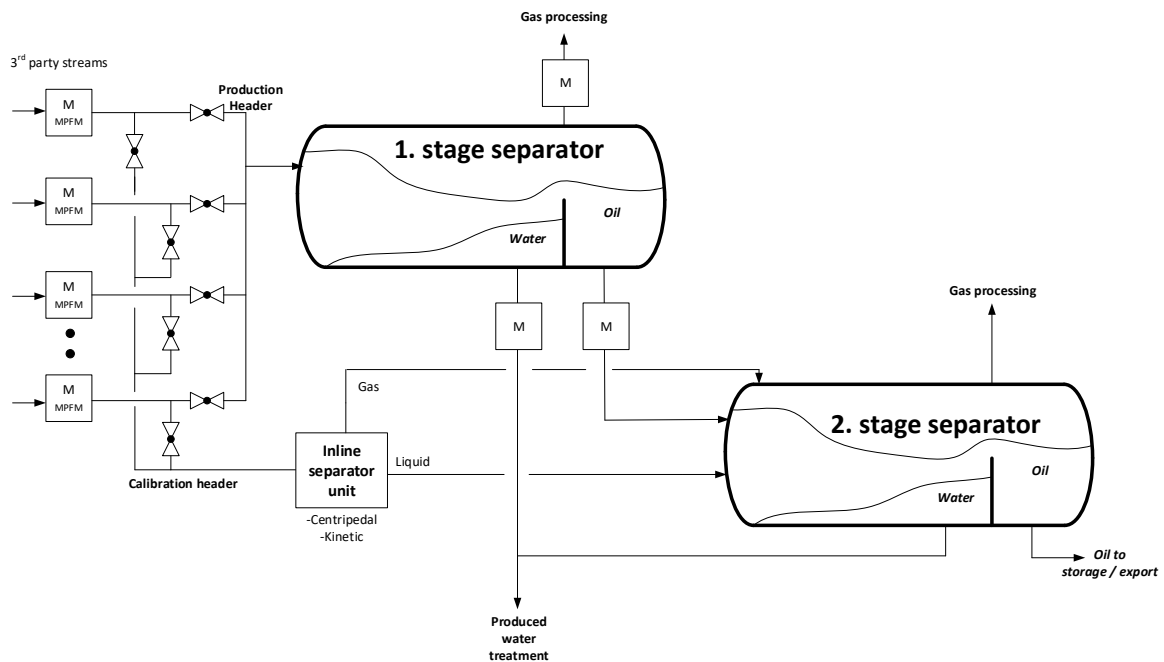 Gas processing
3rd party streams
M
MPFM
Production
Header
M
1. stage separator
Oil
Water
M
MPFM
M
MPFM
M
M
Gas processing
M
MPFM
Gas
2. stage separator
Inline
separator
unit
Liquid
Oil
Water
Calibration header
-Centripedal
-Kinetic
Oil to
storage / export
Produced
water
treatment